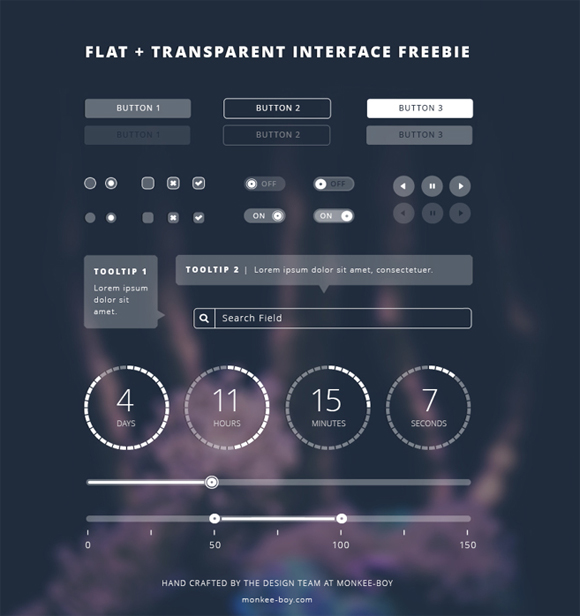 FLAT + TRANSPARENT INTERFACE FREEBIE
BUTTON 1 BUTTON 2 BUTTON 3
BUTTON 1 BUTTON 2 BUTTON 3
OFF OFF
ON ON
TOOLTIP 1
Lorem ipsum
dolor sit
amet.
TOOLTIP 2 | Lorem ipsum dolor sit amet, consectetuer.
Search Field
4 11 15 7
DAYS HOURS MINUTES SECONDS
0 50 100 150
HAND CRAFTED BY THE DESIGN TEAM AT MONKEE-BOY
monkee-boy.com